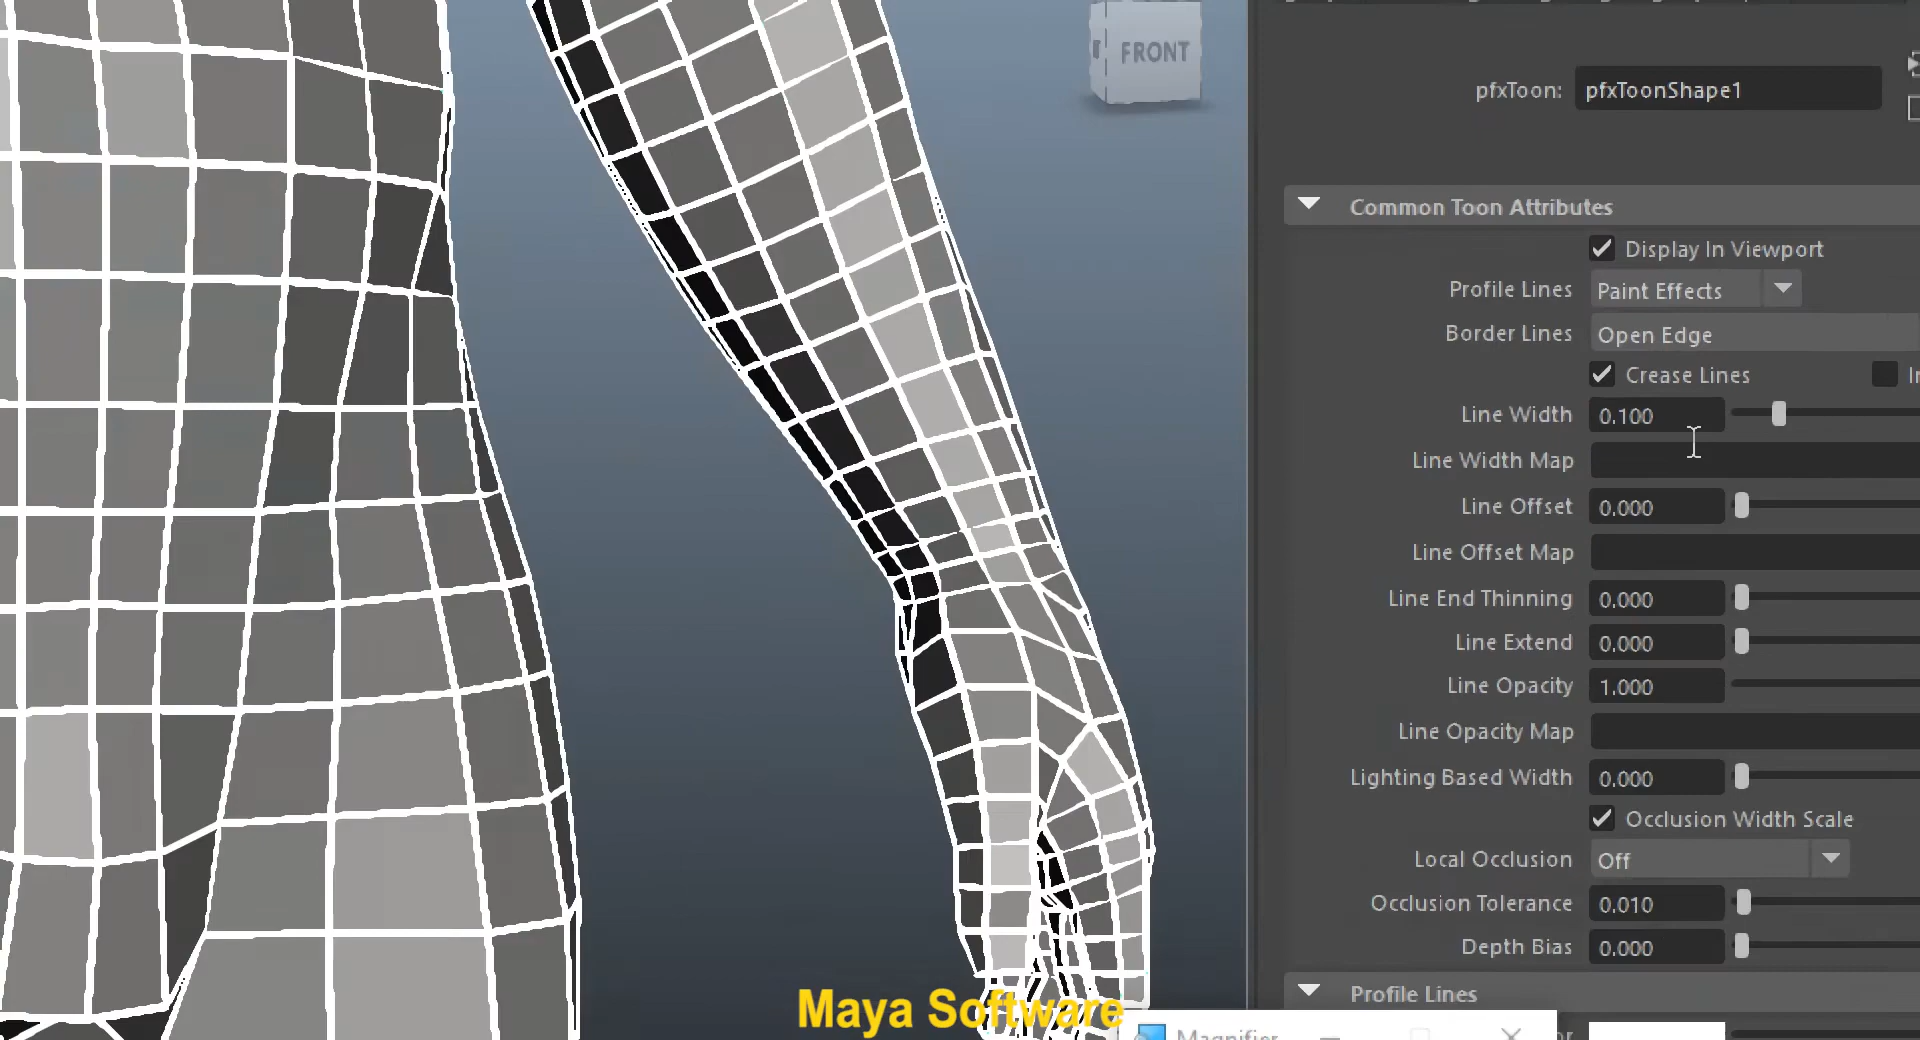 FRONT
pfxToon: pfxToonShape1
Common Toon Attributes
Display In Viewport
Profile Lines Paint Effects
Border Lines Open Edge
Crease Lines
Line Width 0.100
Line Width Map
Line Offset 0.000
Line Offset Map
Line End Thinning 0.000
Line Extend 0.000
Line Opacity 1.000
Line Opacity Map
Lighting Based Width 0.000
Occlusion Width Scale
Local Occlusion Off
Occlusion Tolerance 0.010
Depth Bias 0.000
Profile Lines
Maya Software
Magnifier